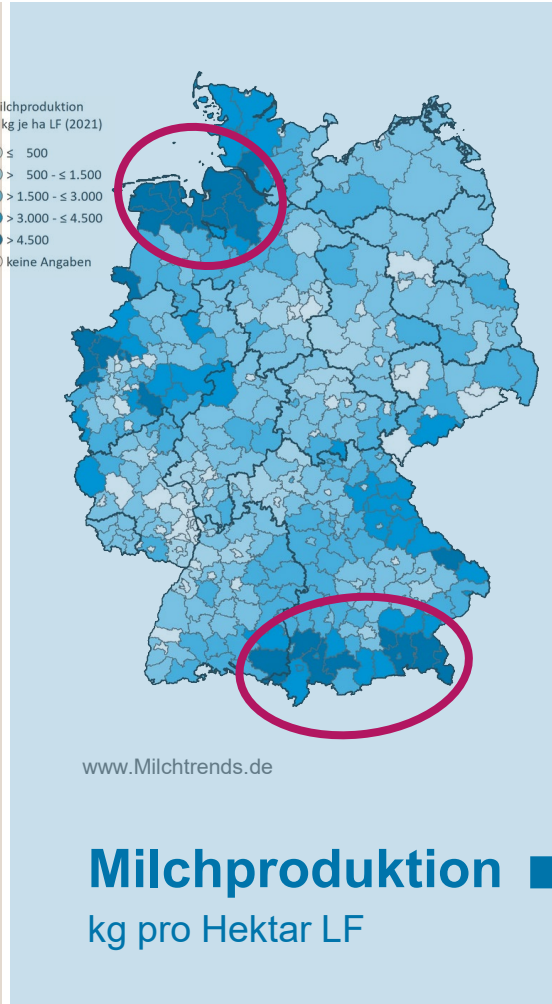 ilchproduktion
kg je ha LF (2021)
≤ 500
> 500 - ≤ 1.500
> 1.500 - ≤ 3.000
> 3.000 - ≤ 4.500
> 4.500
keine Angaben
www.Milchtrends.de
Milchproduktion
kg pro Hektar LF